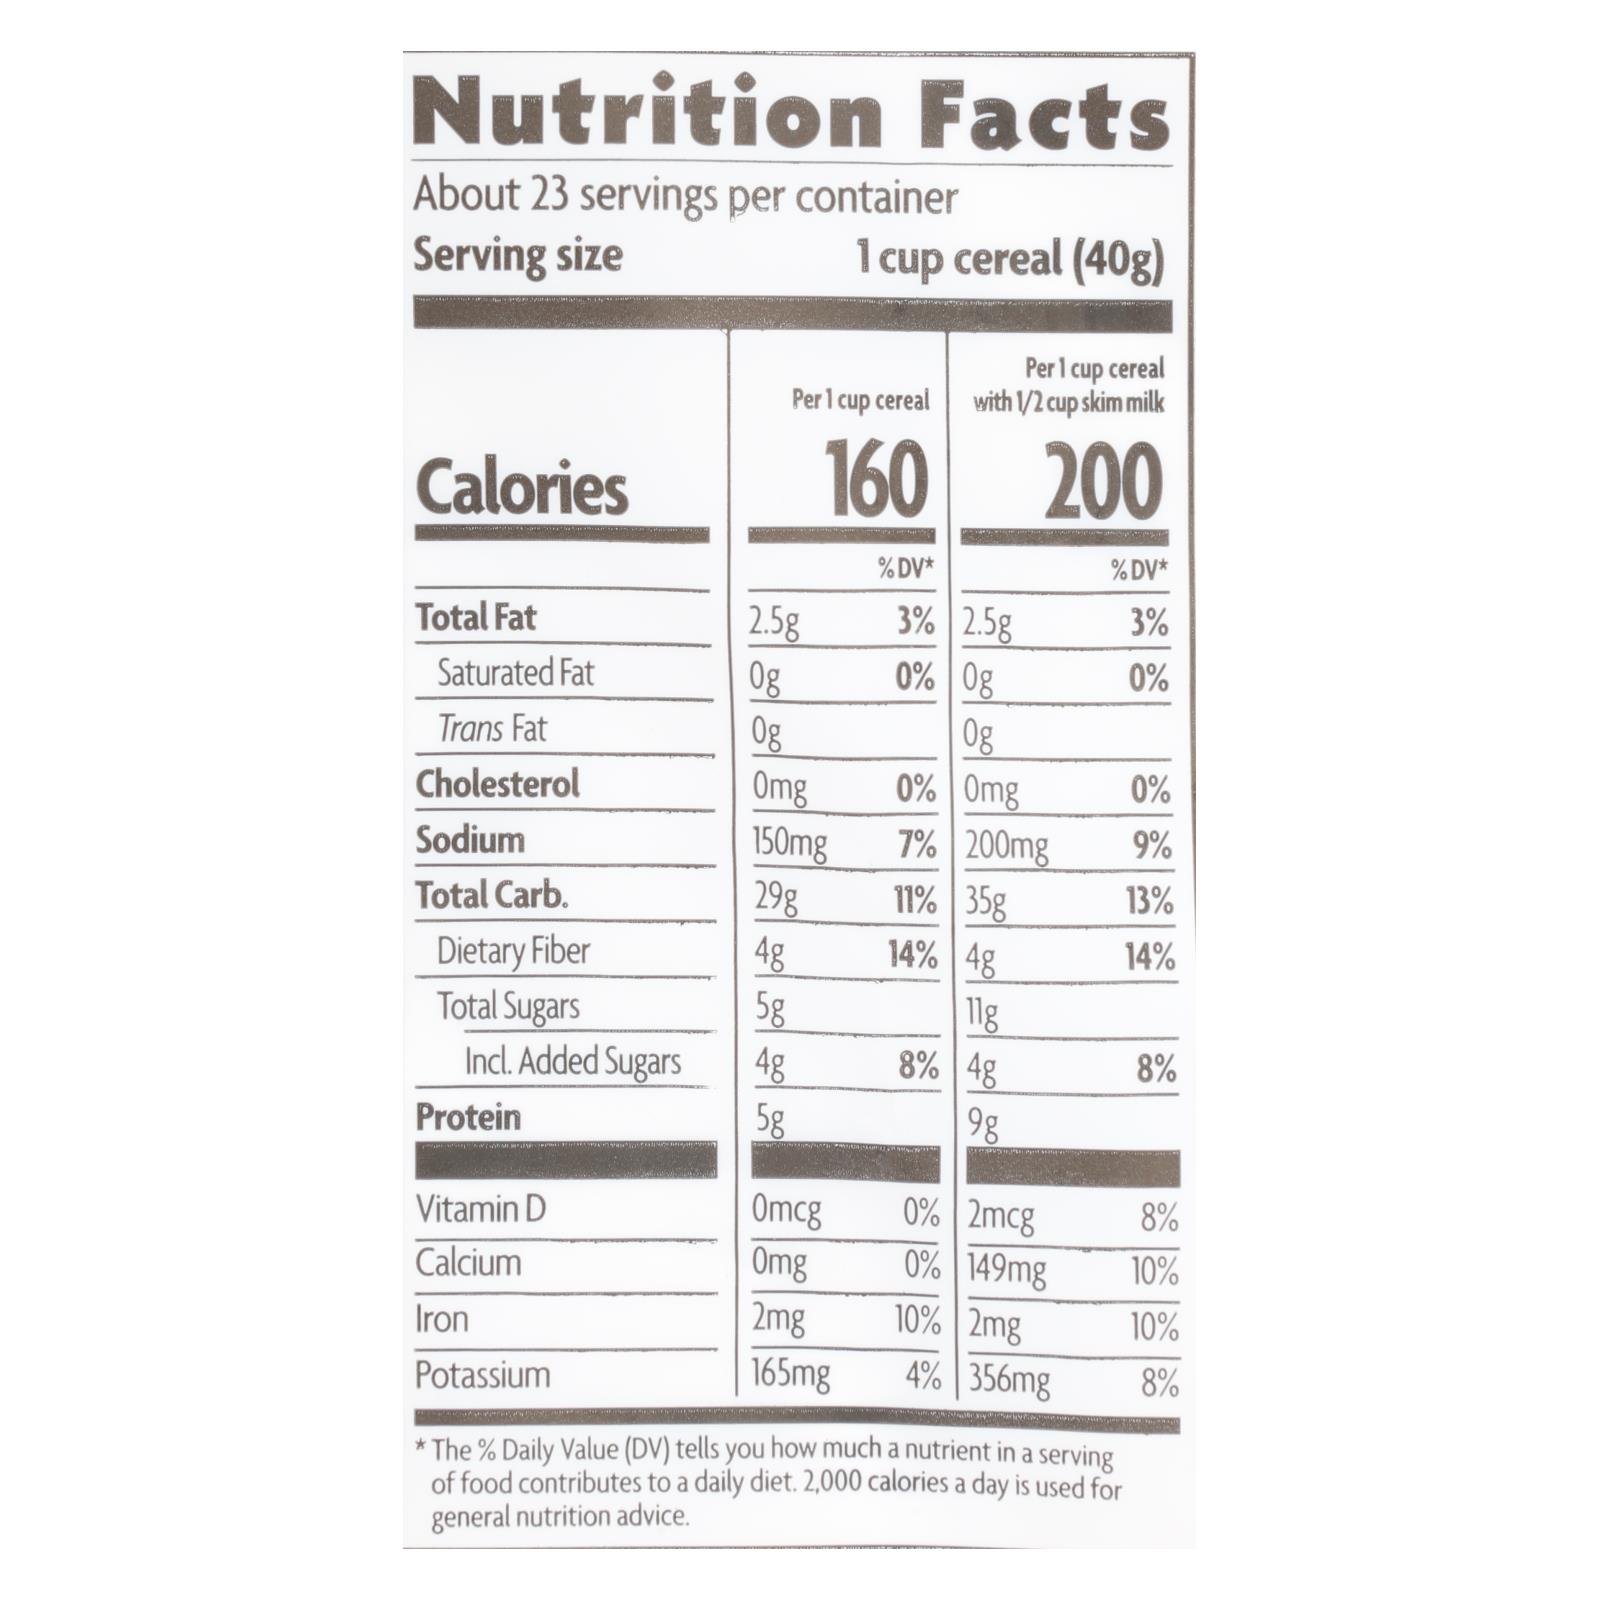 Nutrition Facts
About 23 servings per container
Serving size 1 cup cereal (40g)
Per 1 cup cereal
Per 1 cup cereal
with 1/2 cup skim milk
Calories 160 200
%DV* %DV*
Total Fat 2.5g 3% 2.5g 3%
Saturated Fat 0g 0% 0g 0%
Trans Fat 0g 0g
Cholesterol 0mg 0% 0mg 0%
Sodium 150mg 7% 200mg 9%
Total Carb. 29g 11% 35g 13%
Dietary Fiber 4g 14% 4g 14%
Total Sugars 5g 11g
Incl. Added Sugars 4g 8% 4g 8%
Protein 5g 9g
Vitamin D 0mcg 0% 2mcg 8%
Calcium 0mg 0% 149mg 10%
Iron 2mg 10% 2mg 10%
Potassium 165mg 4% 356mg 8%
* The % Daily Value (DV) tells you how much a nutrient in a serving
of food contributes to a daily diet. 2,000 calories a day is used for
general nutrition advice.